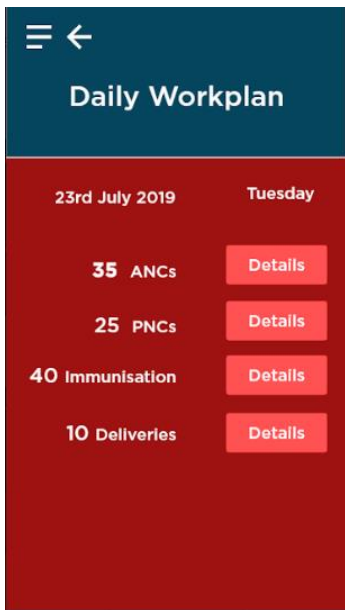 Daily Workplan
23rd July 2019 Tuesday
35 ANCs Details
25 PNCs Details
40 Immunisation Details
10 Deliveries Details